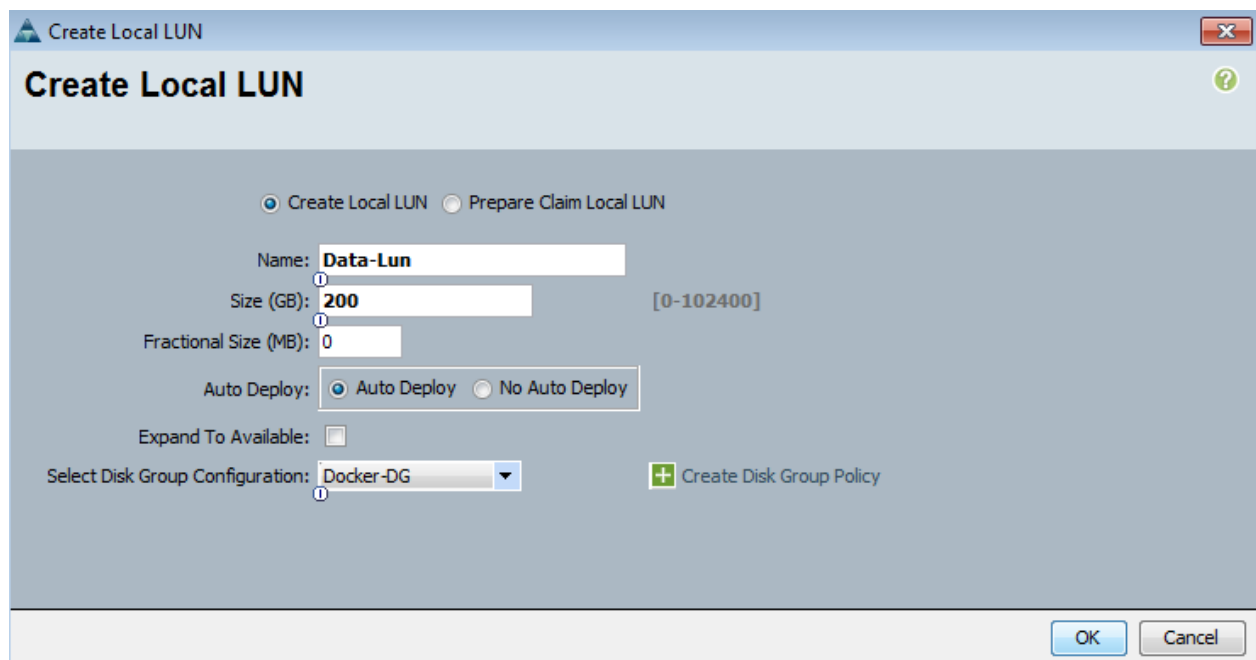 Create Local LUN
Create Local LUN
Create Local LUN Prepare Claim Local LUN
Name: Data-Lun
Size (GB): 200 [0-102400]
Fractional Size (MB): 0
Auto Deploy: Auto Deploy No Auto Deploy
Expand To Available:
Select Disk Group Configuration: Docker-DG Create Disk Group Policy
OK Cancel